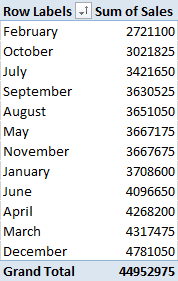 Row Labels Sum of Sales
February 2721100
October 3021825
July 3421650
September 3630525
August 3651050
May 3667175
November 3667675
January 3708600
June 4096650
April 4268200
March 4317475
December 4781050
Grand Total 44952975